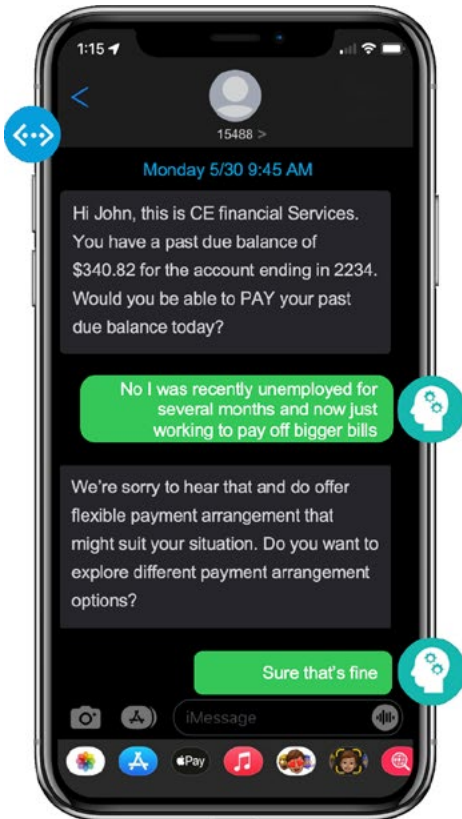 1:15
15488 >
Monday 5/30 9:45 AM
Hi John, this is CE financial Services.
You have a past due balance of
$340.82 for the account ending in 2234.
Would you be able to PAY your past
due balance today?
No I was recently unemployed for
several months and now just
working to pay off bigger bills
We're sorry to hear that and do offer
flexible payment arrangement that
might suit your situation. Do you want to
explore different payment arrangement
options?
Sure that's fine
iMessage
Pay